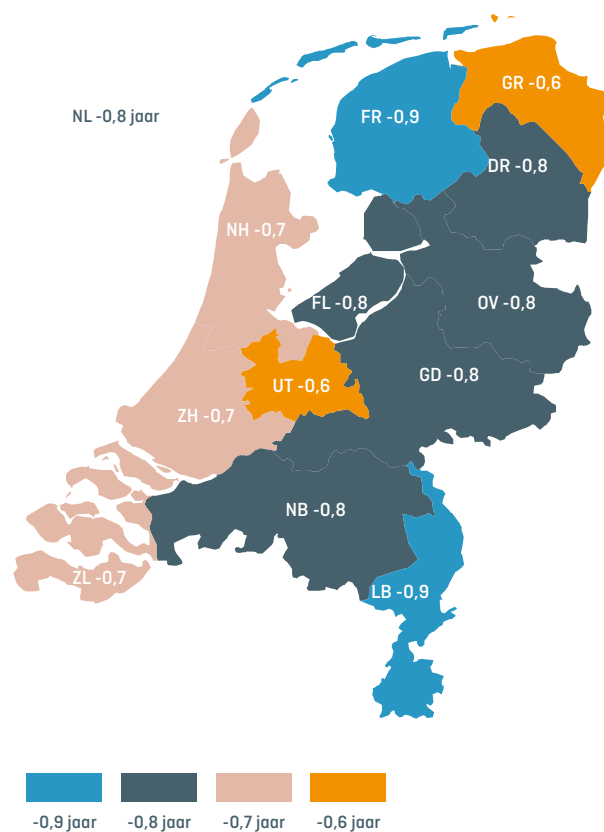 GR -0,6
NL -0,8 jaar
FR -0,9
DR -0,8
NH -0,7
FL -0,8
OV -0,8
GD -0,8
UT -0,6
ZH -0,7
NB -0,8
ZL -0,7
LB -0,9
-0,9 jaar
-0,8 jaar
-0,7 jaar
-0,6 jaar